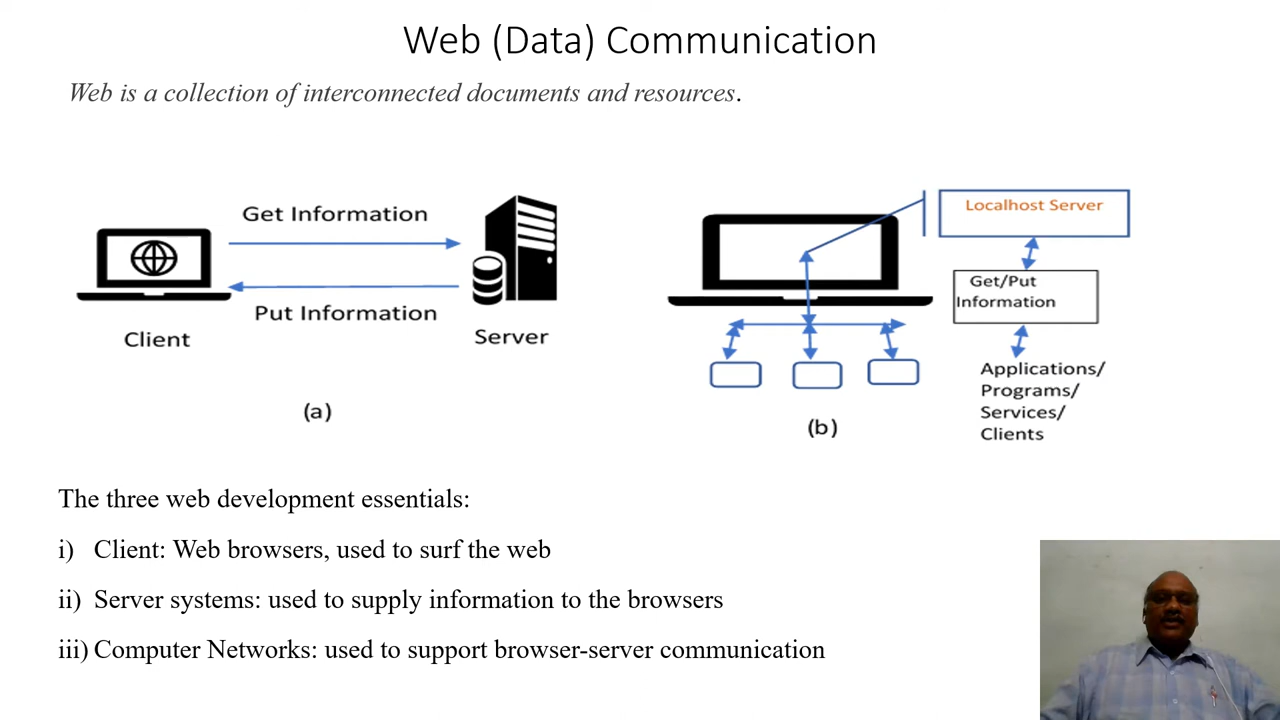 Web (Data) Communication
Web is a collection of interconnected documents and resources.
Get Information
Put Information
Client
Server
(a)
Localhost Server
Get/Put
Information
Applications/
Programs/
Services/
Clients
(b)
The three web development essentials:
i) Client: Web browsers, used to surf the web
ii) Server systems: used to supply information to the browsers
iii) Computer Networks: used to support browser-server communication